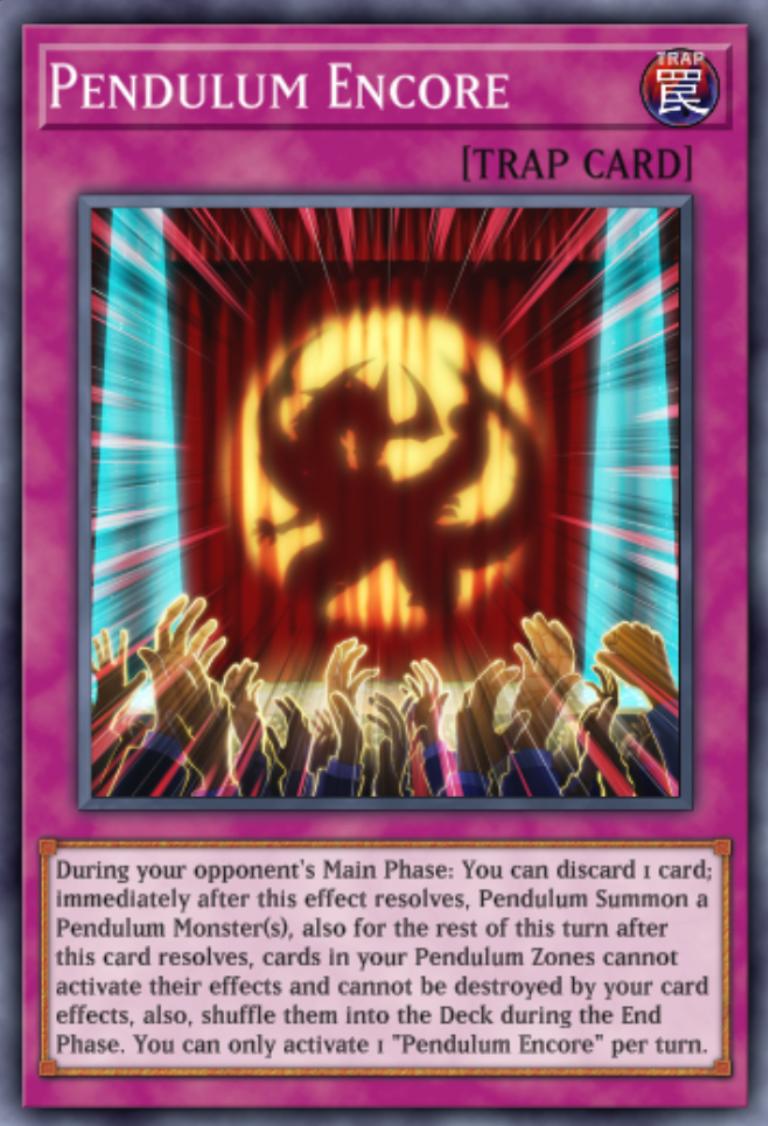 PENDULUM ENCORE
TRAP
罠
[TRAP CARD]
During your opponent's Main Phase: You can discard 1 card;
immediately after this effect resolves, Pendulum Summon a
Pendulum Monster(s), also for the rest of this turn after
this card resolves, cards in your Pendulum Zones cannot
activate their effects and cannot be destroyed by your card
effects, also, shuffle them into the Deck during the End
Phase. You can only activate 1 "Pendulum Encore" per turn.